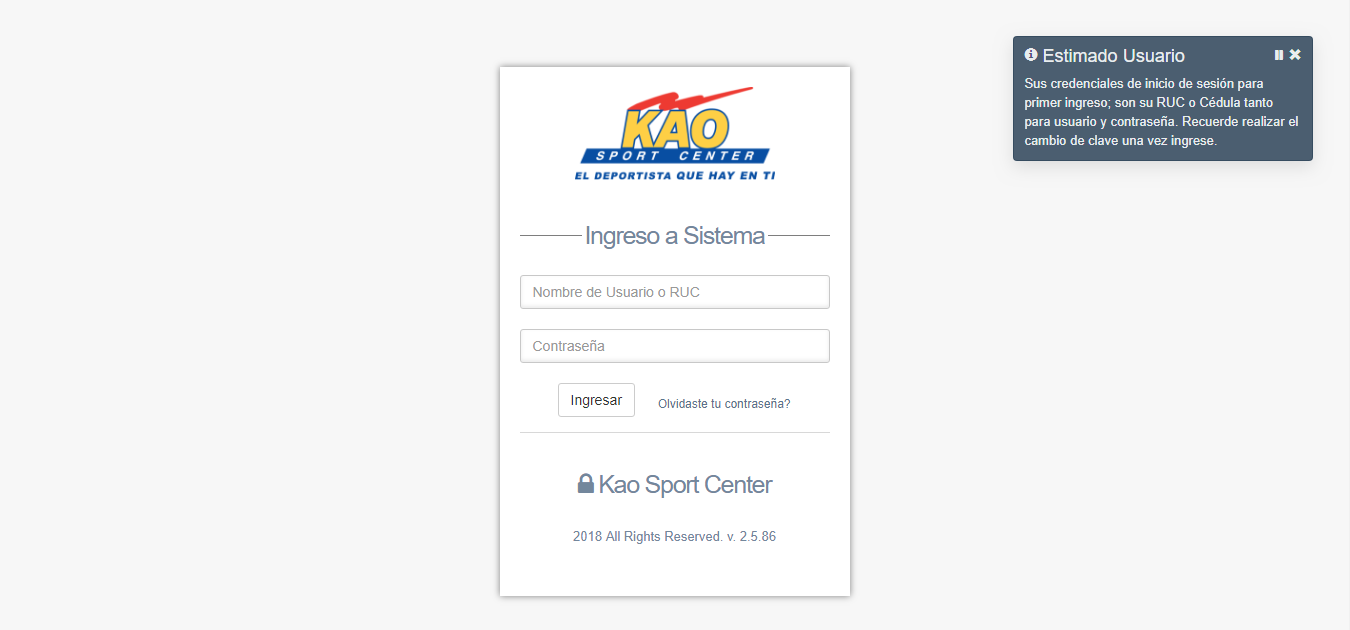 KAO
SPORT CENTER
EL DEPORTISTA QUE HAY EN TI
Ingreso a Sistema
Nombre de Usuario o RUC
Contraseña
Ingresar
Olvidaste tu contraseña?
Kao Sport Center
2018 All Rights Reserved. v. 2.5.86
Estimado Usuario
Sus credenciales de inicio de sesión para
primer ingreso; son su RUC o Cédula tanto
para usuario y contraseña. Recuerde realizar el
cambio de clave una vez ingrese.